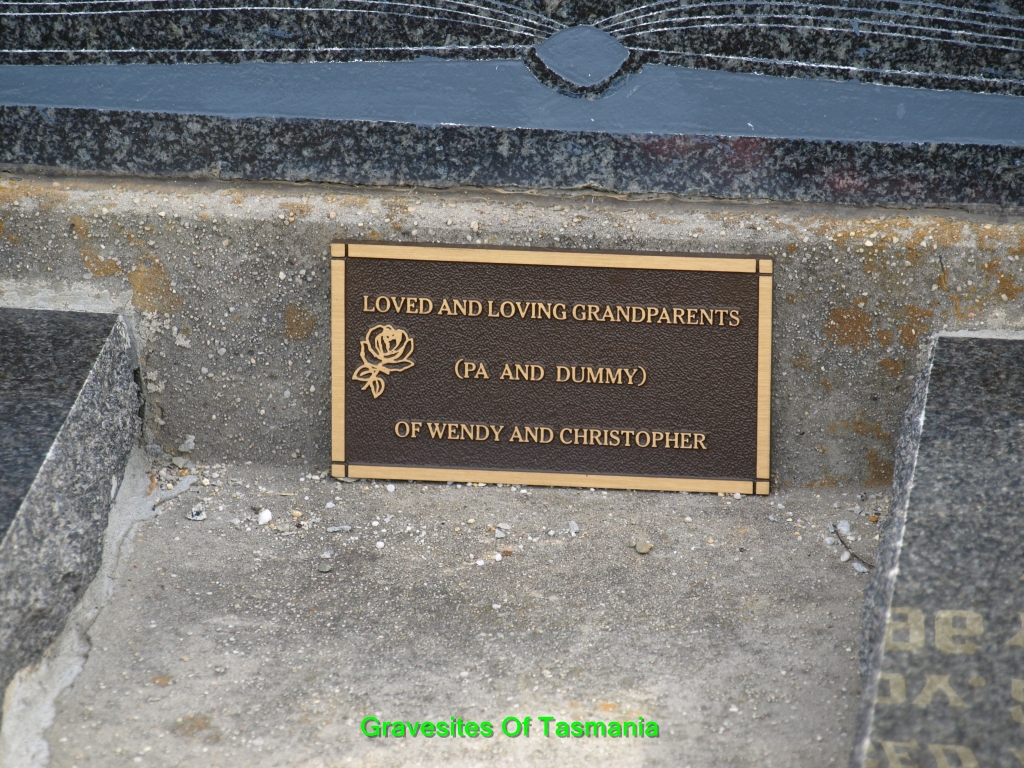 LOVED AND LOVING GRANDPARENTS
(PA AND DUMMY)
OF WENDY AND CHRISTOPHER
Gravesites Of Tasmania